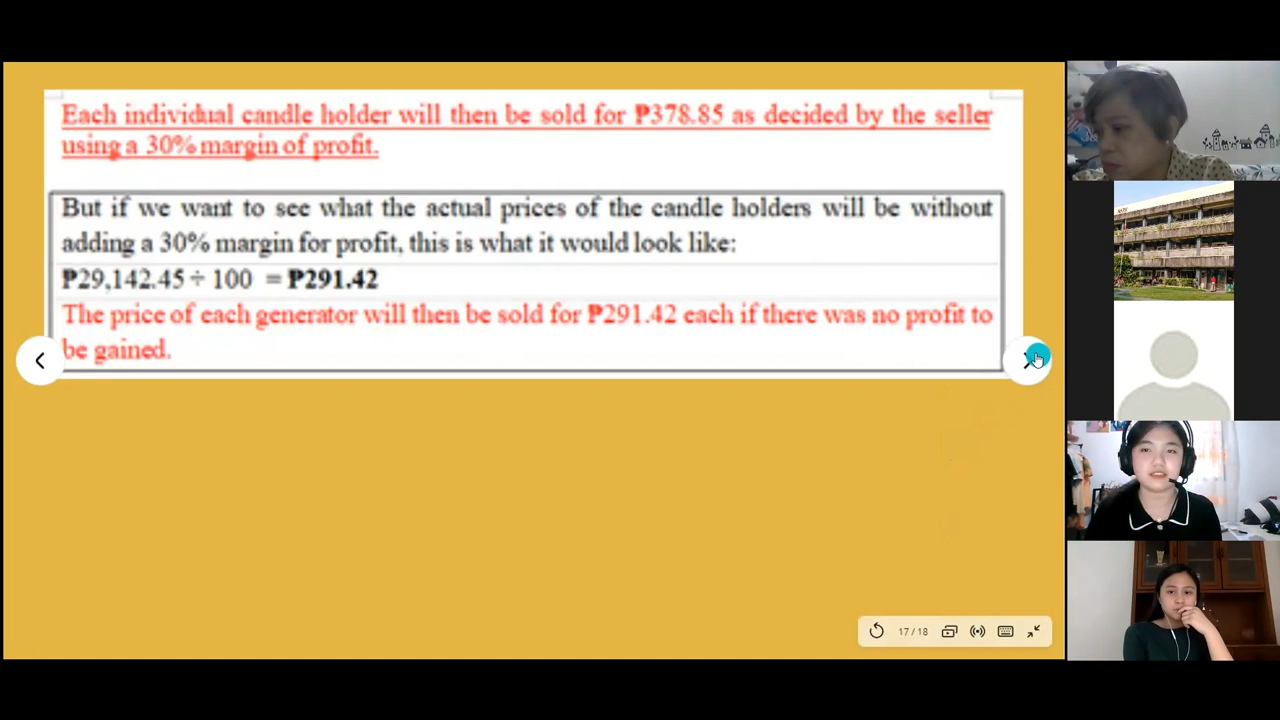 Each individual candle holder will then be sold for ₱378.85 as decided by the seller
using a 30% margin of profit.
But if we want to see what the actual prices of the candle holders will be without
adding a 30% margin for profit, this is what it would look like:
₱29,142.45 ÷ 100 = ₱291.42
The price of each generator will then be sold for ₱291.42 each if there was no profit to
be gained.
17 / 18